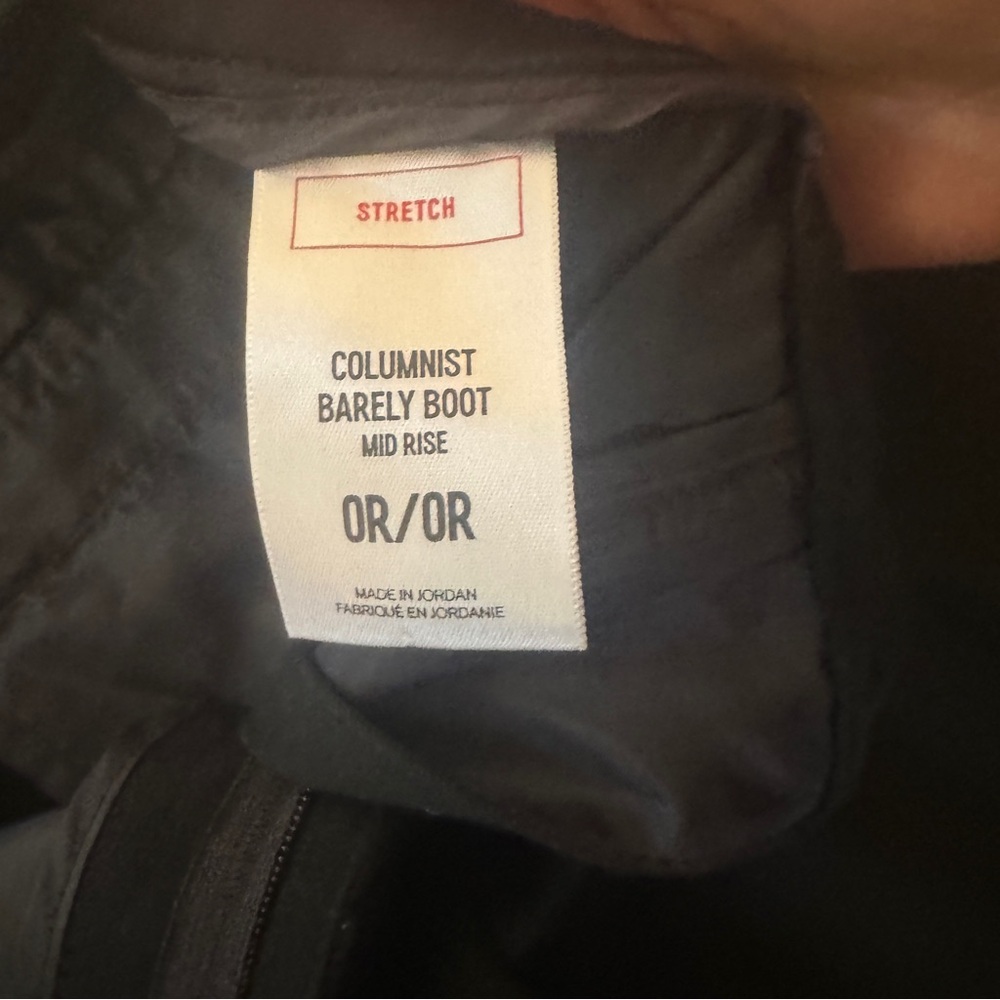 STRETCH
COLUMNIST
BARELY BOOT
MID RISE
0R/0R
MADE IN JORDAN
FABRIQUÉ EN JORDANIE